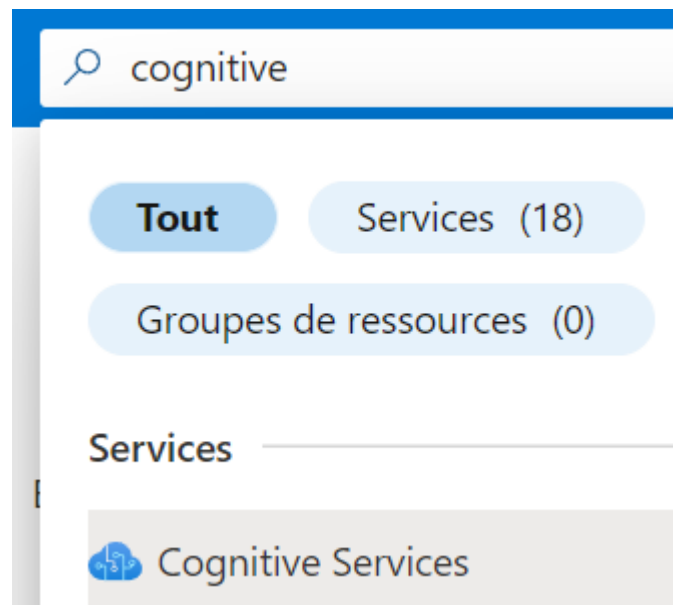 cognitive
Tout Services (18)
Groupes de ressources (0)
Services
Cognitive Services